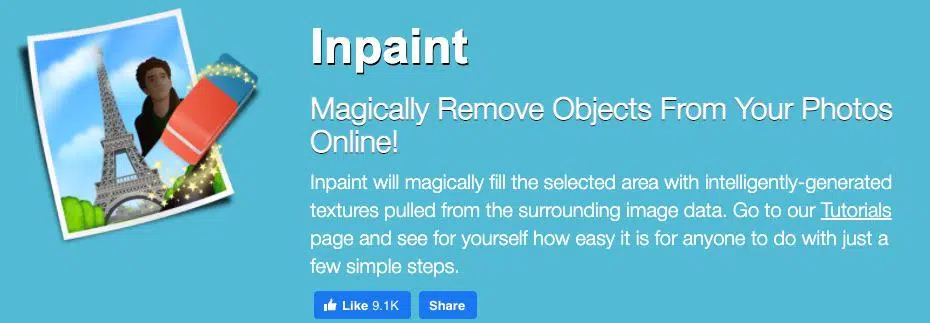 Inpaint
Magically Remove Objects From Your Photos
Online!
Inpaint will magically fill the selected area with intelligently-generated
textures pulled from the surrounding image data. Go to our Tutorials
page and see for yourself how easy it is for anyone to do with just a
few simple steps.
Like 9.1K Share